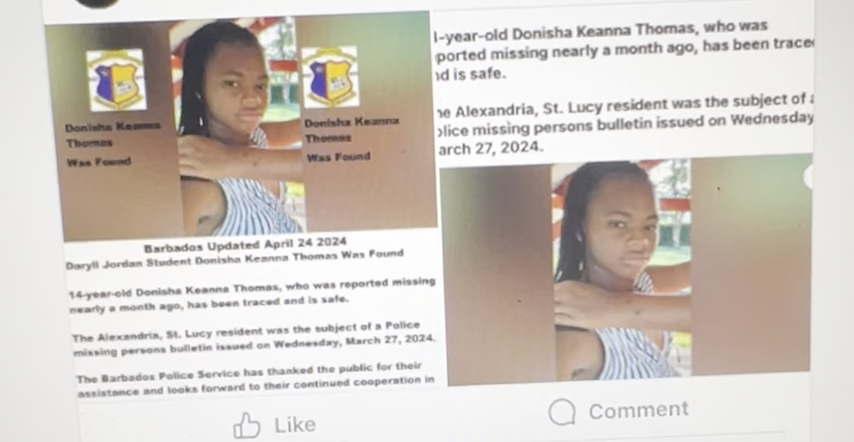 Donisha Keanna
Thomas
Was Found
Donisha Keanna
Thomas
Was Found
Barbados Updated April 24 2024
Daryll Jordan Student Donisha Keanna Thomas Was Found
14-year-old Donisha Keanna Thomas, who was reported missing
nearly a month ago, has been traced and is safe.
The Alexandria, St. Lucy resident was the subject of a Police
missing persons bulletin issued on Wednesday, March 27, 2024.
The Barbados Police Service has thanked the public for their
assistance and looks forward to their continued cooperation in
-year-old Donisha Keanna Thomas, who was
ported missing nearly a month ago, has been trace
d is safe.
e Alexandria, St. Lucy resident was the subject of
lice missing persons bulletin issued on Wednesday
arch 27, 2024.
Like
Comment